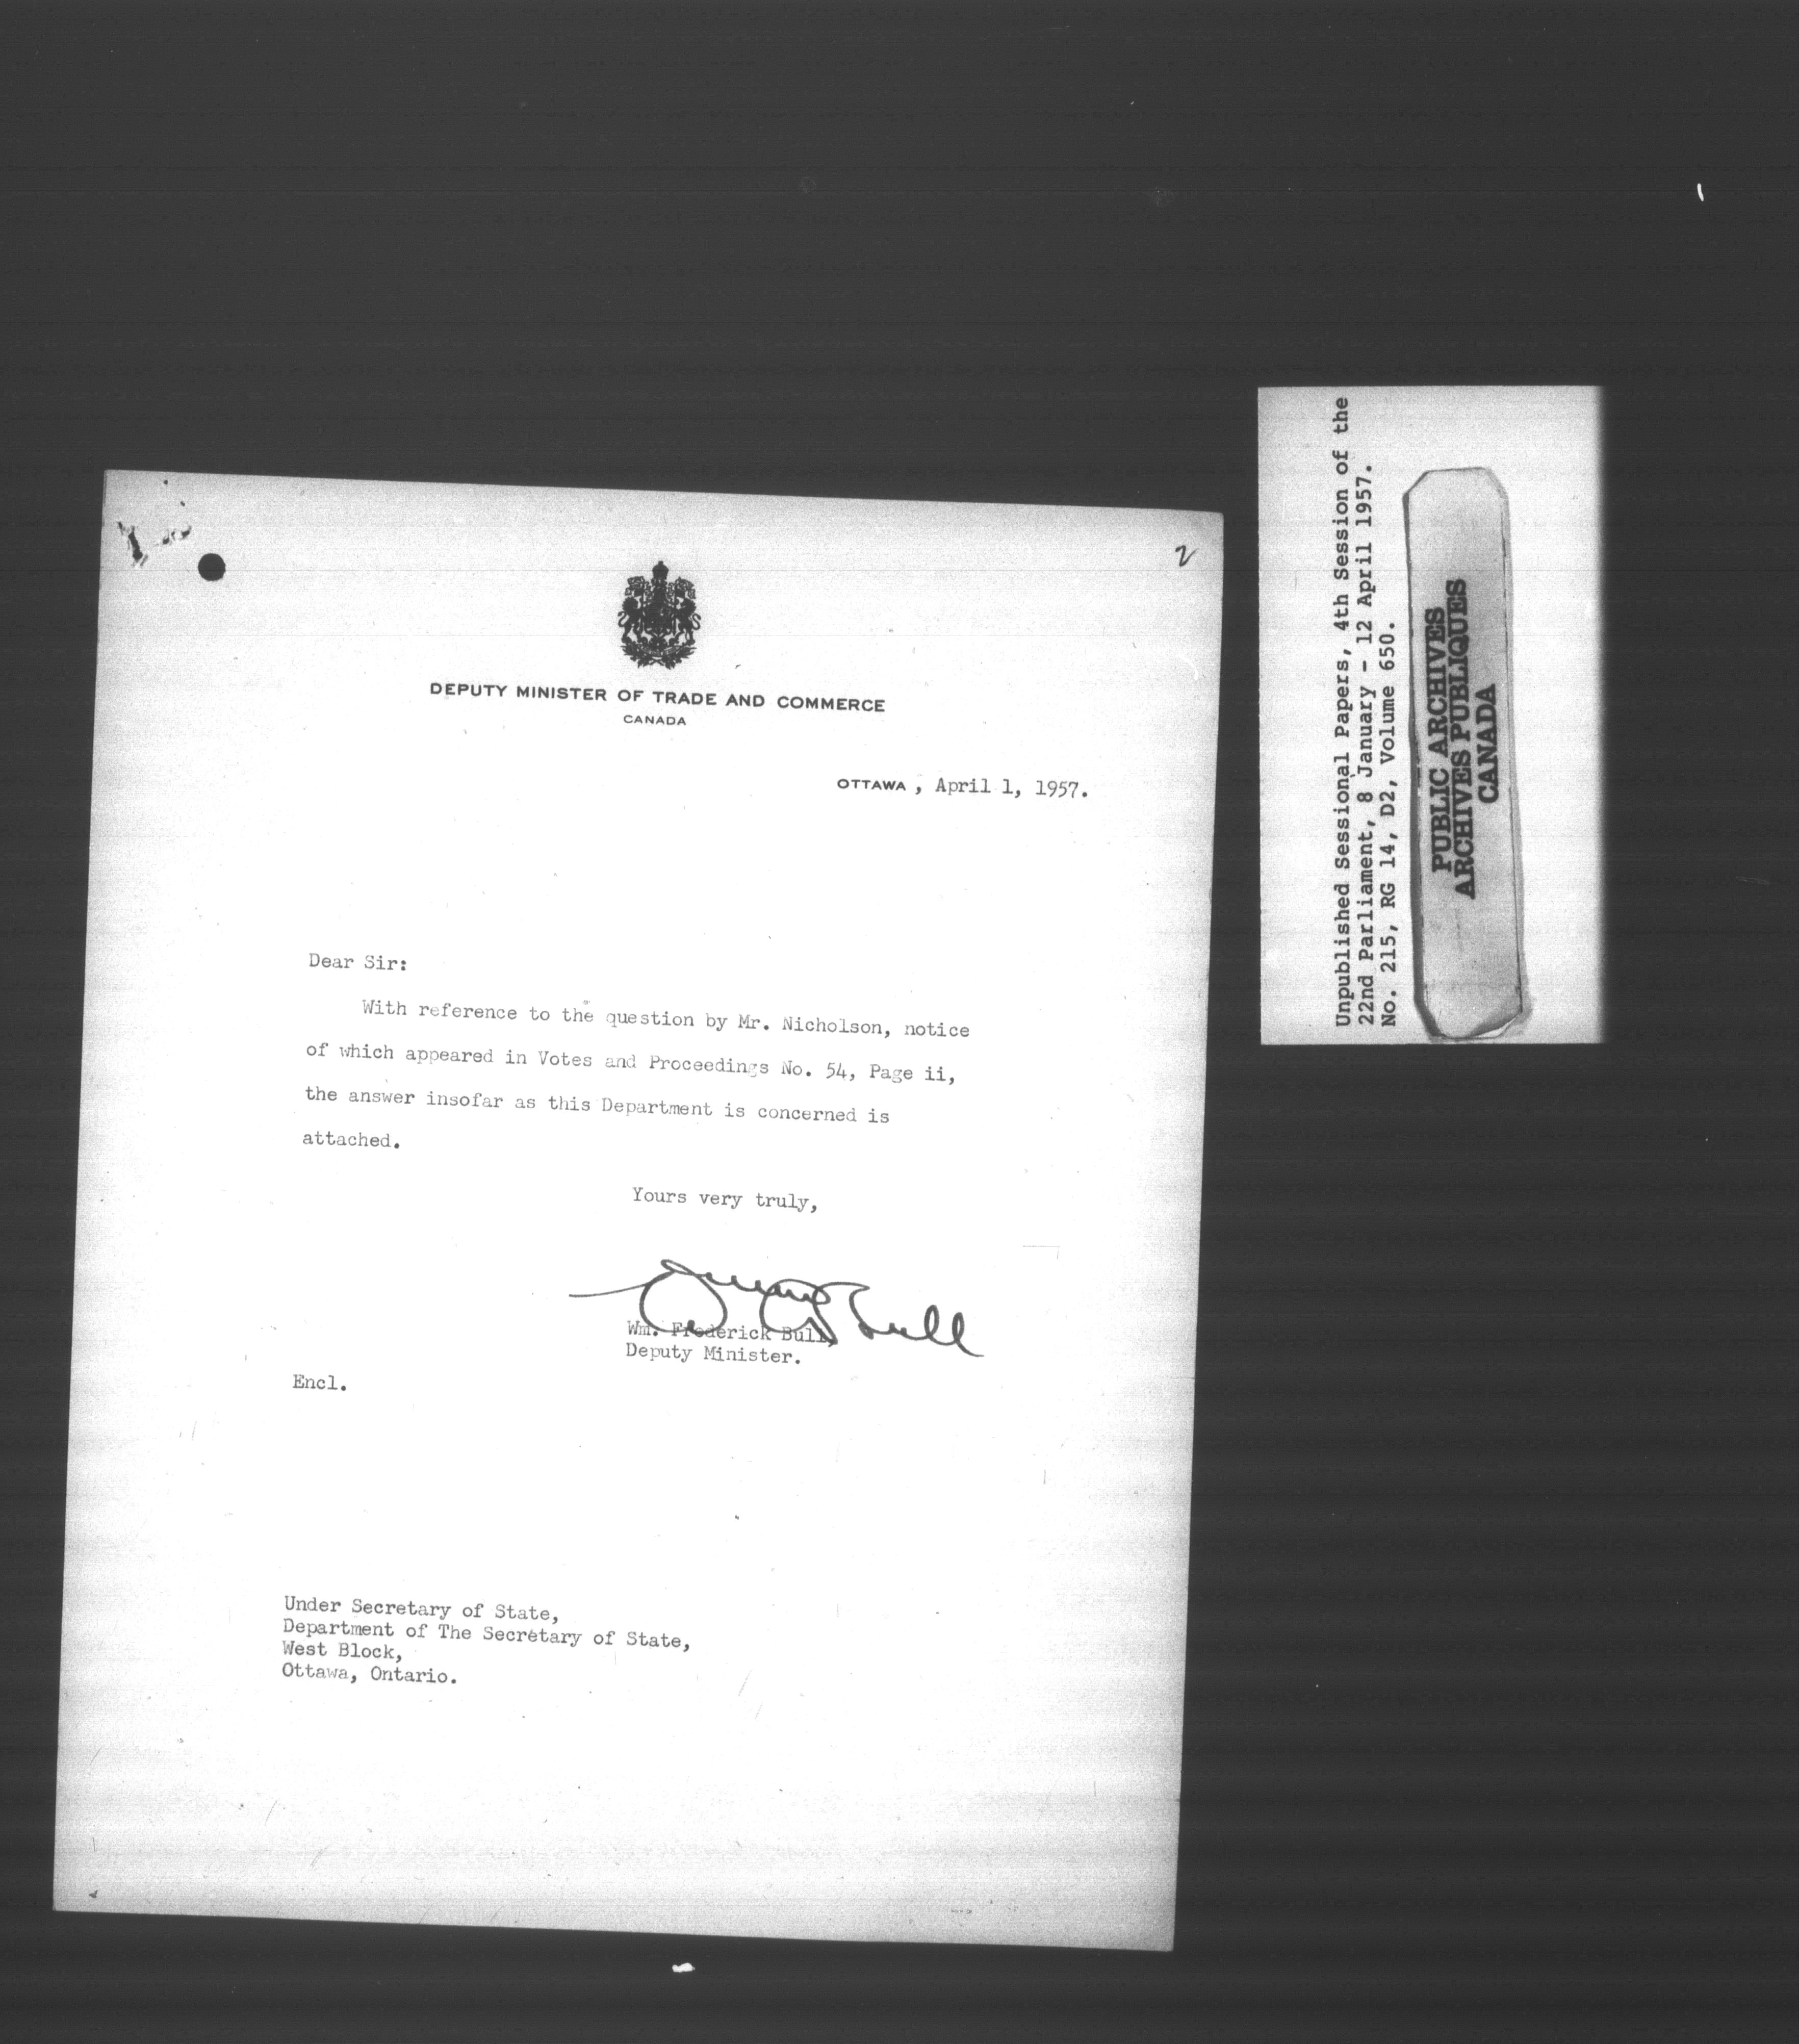 2
DEPUTY MINISTER OF TRADE AND COMMERCE
CANADA
OTTAWA, April 1, 1957.
Dear Sir:
With reference to the question by Mr. Nicholson, notice
of which appeared in Votes and Proceedings No. 54, Page ii,
the answer insofar as this Department is concerned is
attached.
Yours very truly,
Wm. Frederick Bull,
Deputy Minister.
Encl.
Under Secretary of State,
Department of The Secretary of State,
West Block,
Ottawa, Ontario.
Unpublished Sessional Papers, 4th Session of the
22nd Parliament, 8 January - 12 April 1957.
No. 215, RG 14, D2, Volume 650.
PUBLIC ARCHIVES
ARCHIVES PUBLIQUES
CANADA